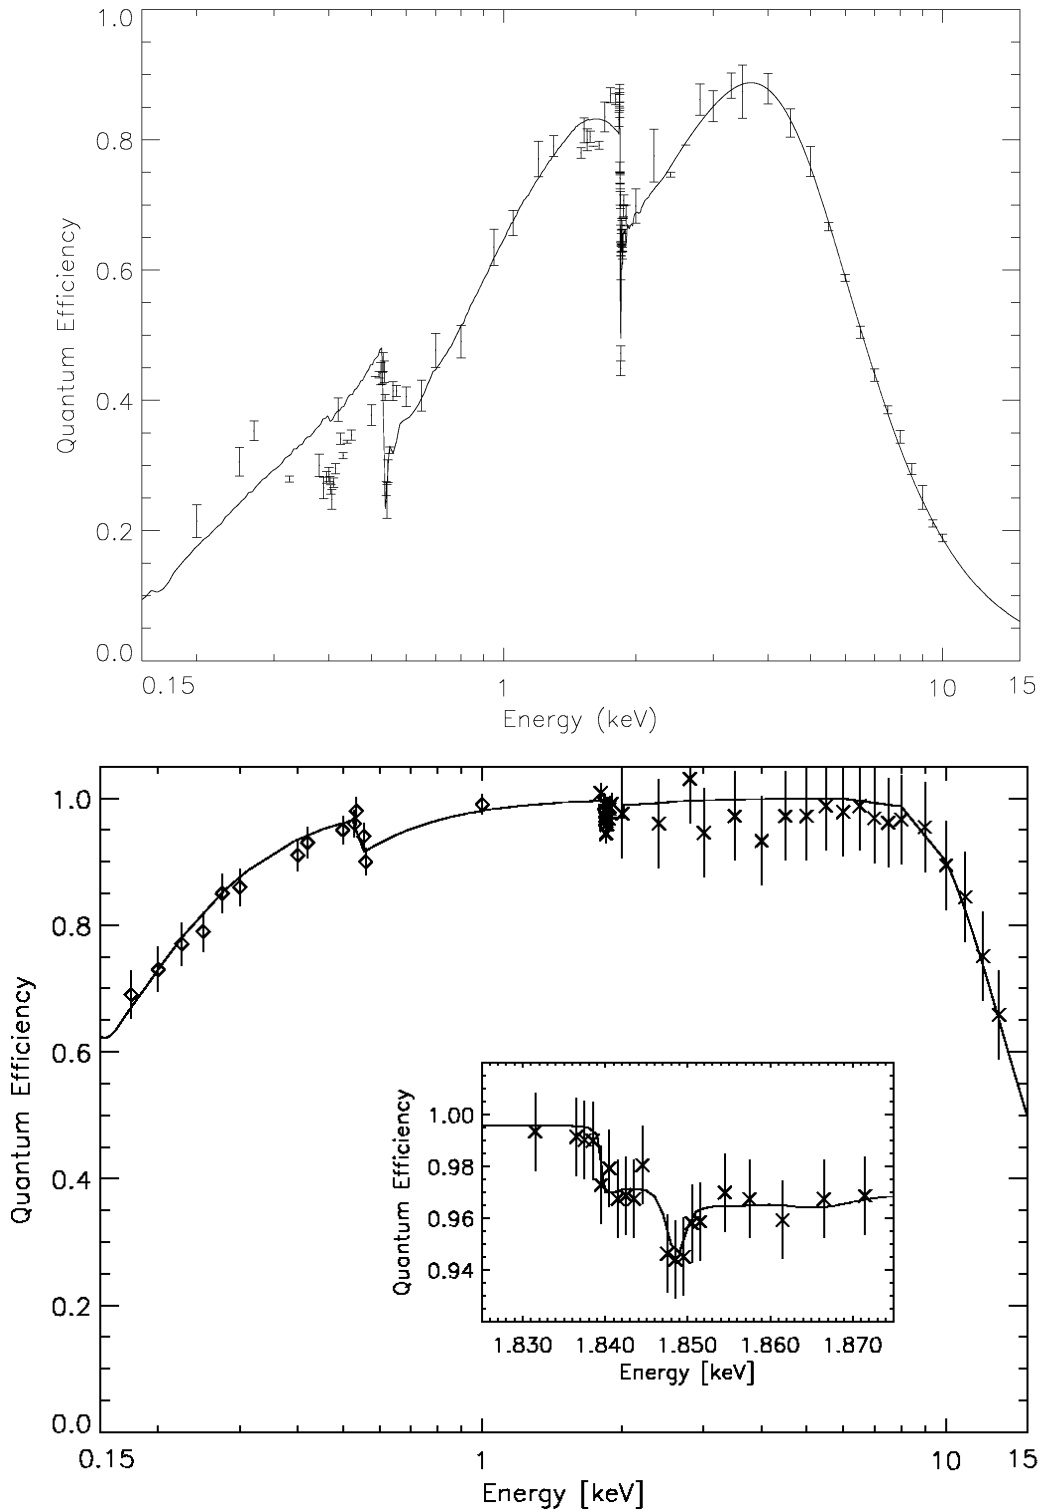 1.0
0.8
0.6
0.4
0.2
0.0
Quantum Efficiency
0.15 1 10 15
Energy (keV)
1.0
0.8
0.6
0.4
0.2
0.0
Quantum Efficiency
1.00
0.98
0.96
0.94
Quantum Efficiency
1.830 1.840 1.850 1.860 1.870
Energy [keV]
0.15 1 10 15
Energy [keV]